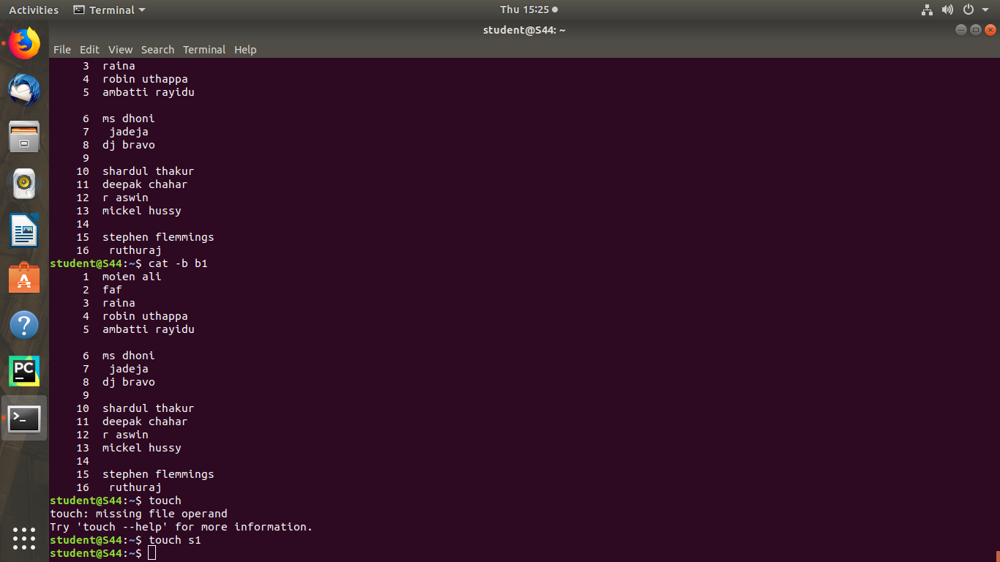 Activities Terminal Thu 15:25
student@S44: ~
File Edit View Search Terminal Help
3 raina
4 robin uthappa
5 ambatti rayidu
6 ms dhoni
7 jadeja
8 dj bravo
9
10 shardul thakur
11 deepak chahar
12 r aswin
13 mickel hussy
14
15 stephen flemmings
16 ruthuraj
student@S44:~$ cat -b b1
1 moien ali
2 faf
3 raina
4 robin uthappa
5 ambatti rayidu
6 ms dhoni
7 jadeja
8 dj bravo
9
10 shardul thakur
11 deepak chahar
12 r aswin
13 mickel hussy
14
15 stephen flemmings
16 ruthuraj
student@S44:~$ touch
touch: missing file operand
Try 'touch --help' for more information.
student@S44:~$ touch s1
student@S44:~$
PC